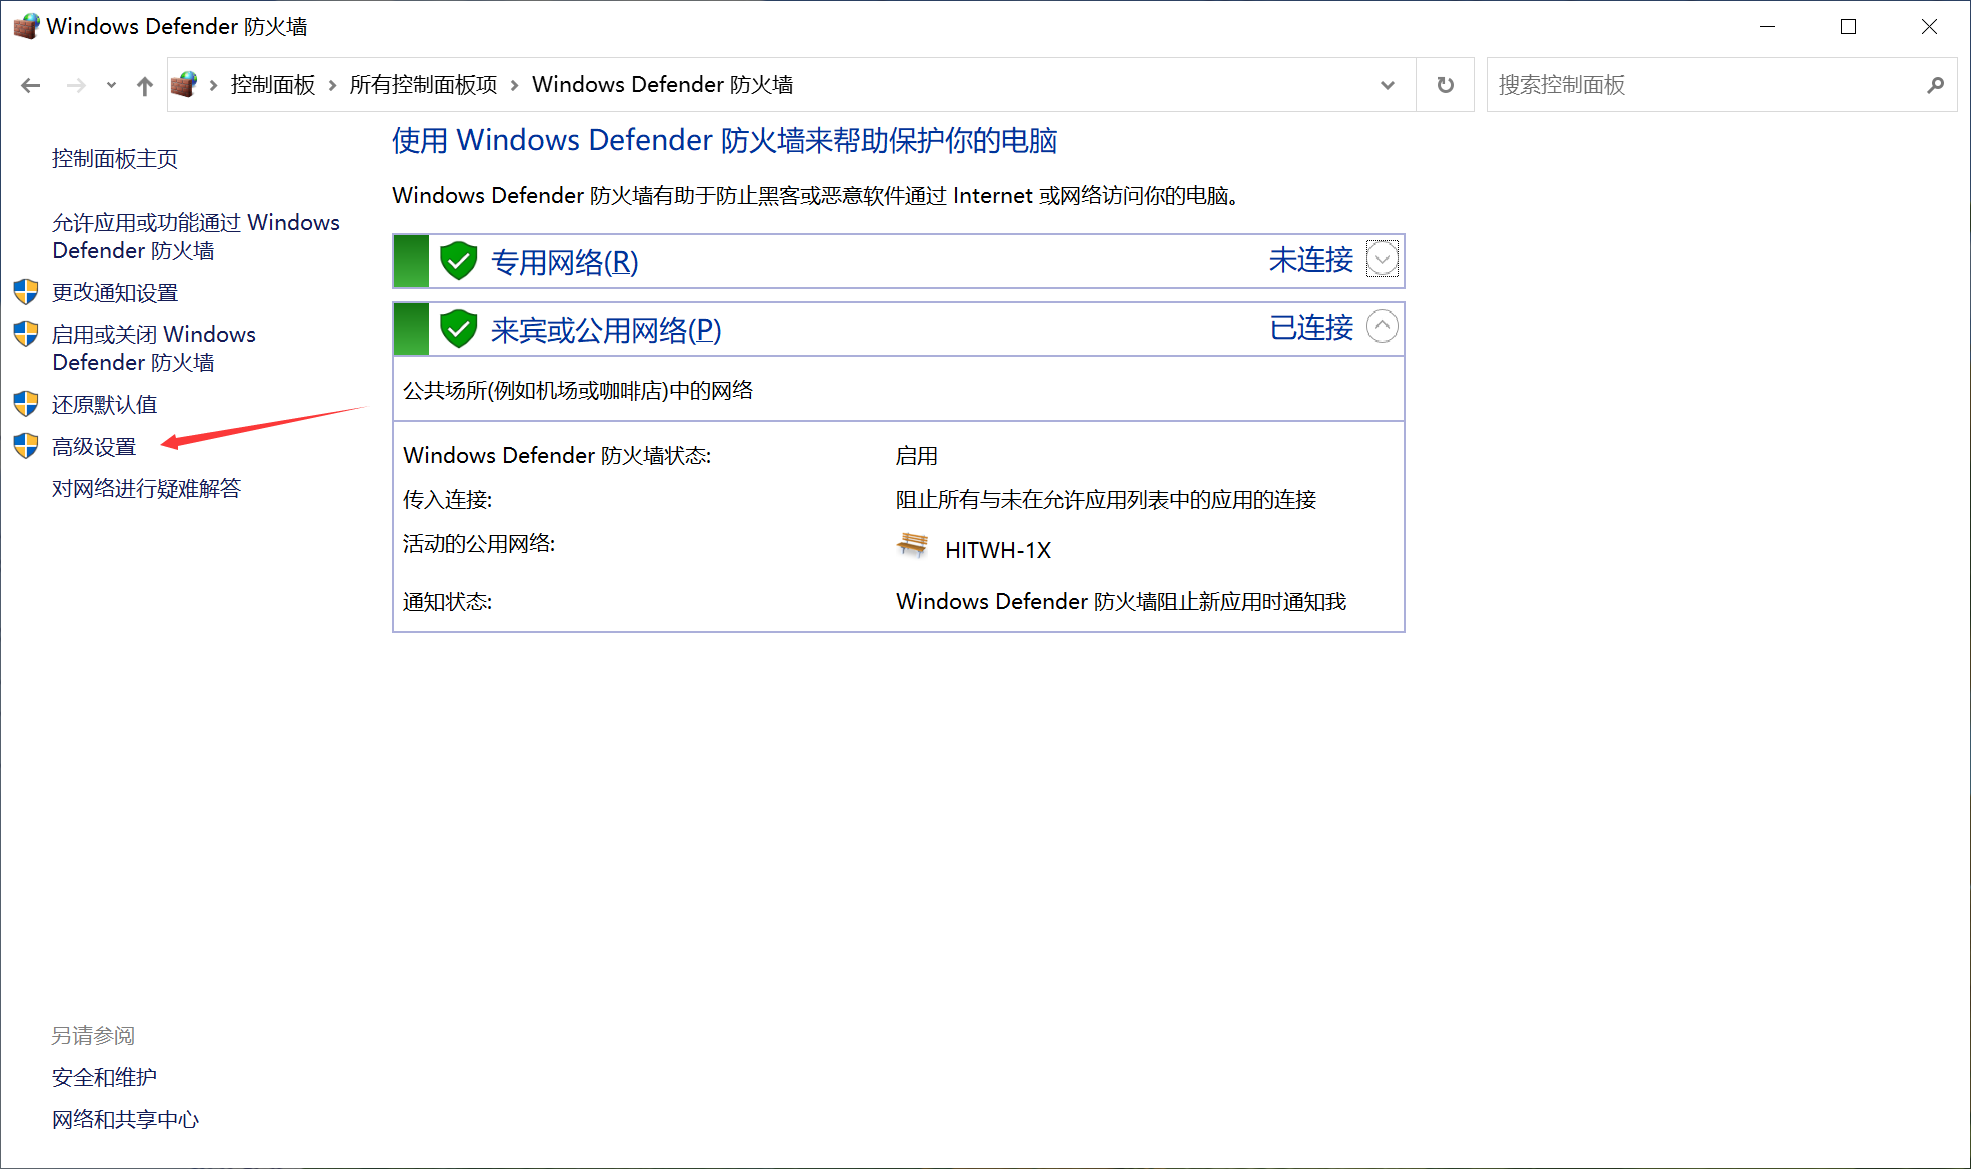 Windows Defender 防火墙
控制面板 › 所有控制面板项 › Windows Defender 防火墙
搜索控制面板
控制面板主页
允许应用或功能通过 Windows
Defender 防火墙
更改通知设置
启用或关闭 Windows
Defender 防火墙
还原默认值
高级设置
对网络进行疑难解答
使用 Windows Defender 防火墙来帮助保护你的电脑
Windows Defender 防火墙有助于防止黑客或恶意软件通过 Internet 或网络访问你的电脑。
专用网络(R) 未连接
来宾或公用网络(P) 已连接
公共场所(例如机场或咖啡店)中的网络
Windows Defender 防火墙状态: 启用
传入连接: 阻止所有与未在允许应用列表中的应用的连接
活动的公用网络: HITWH-1X
通知状态: Windows Defender 防火墙阻止新应用时通知我
另请参阅
安全和维护
网络和共享中心